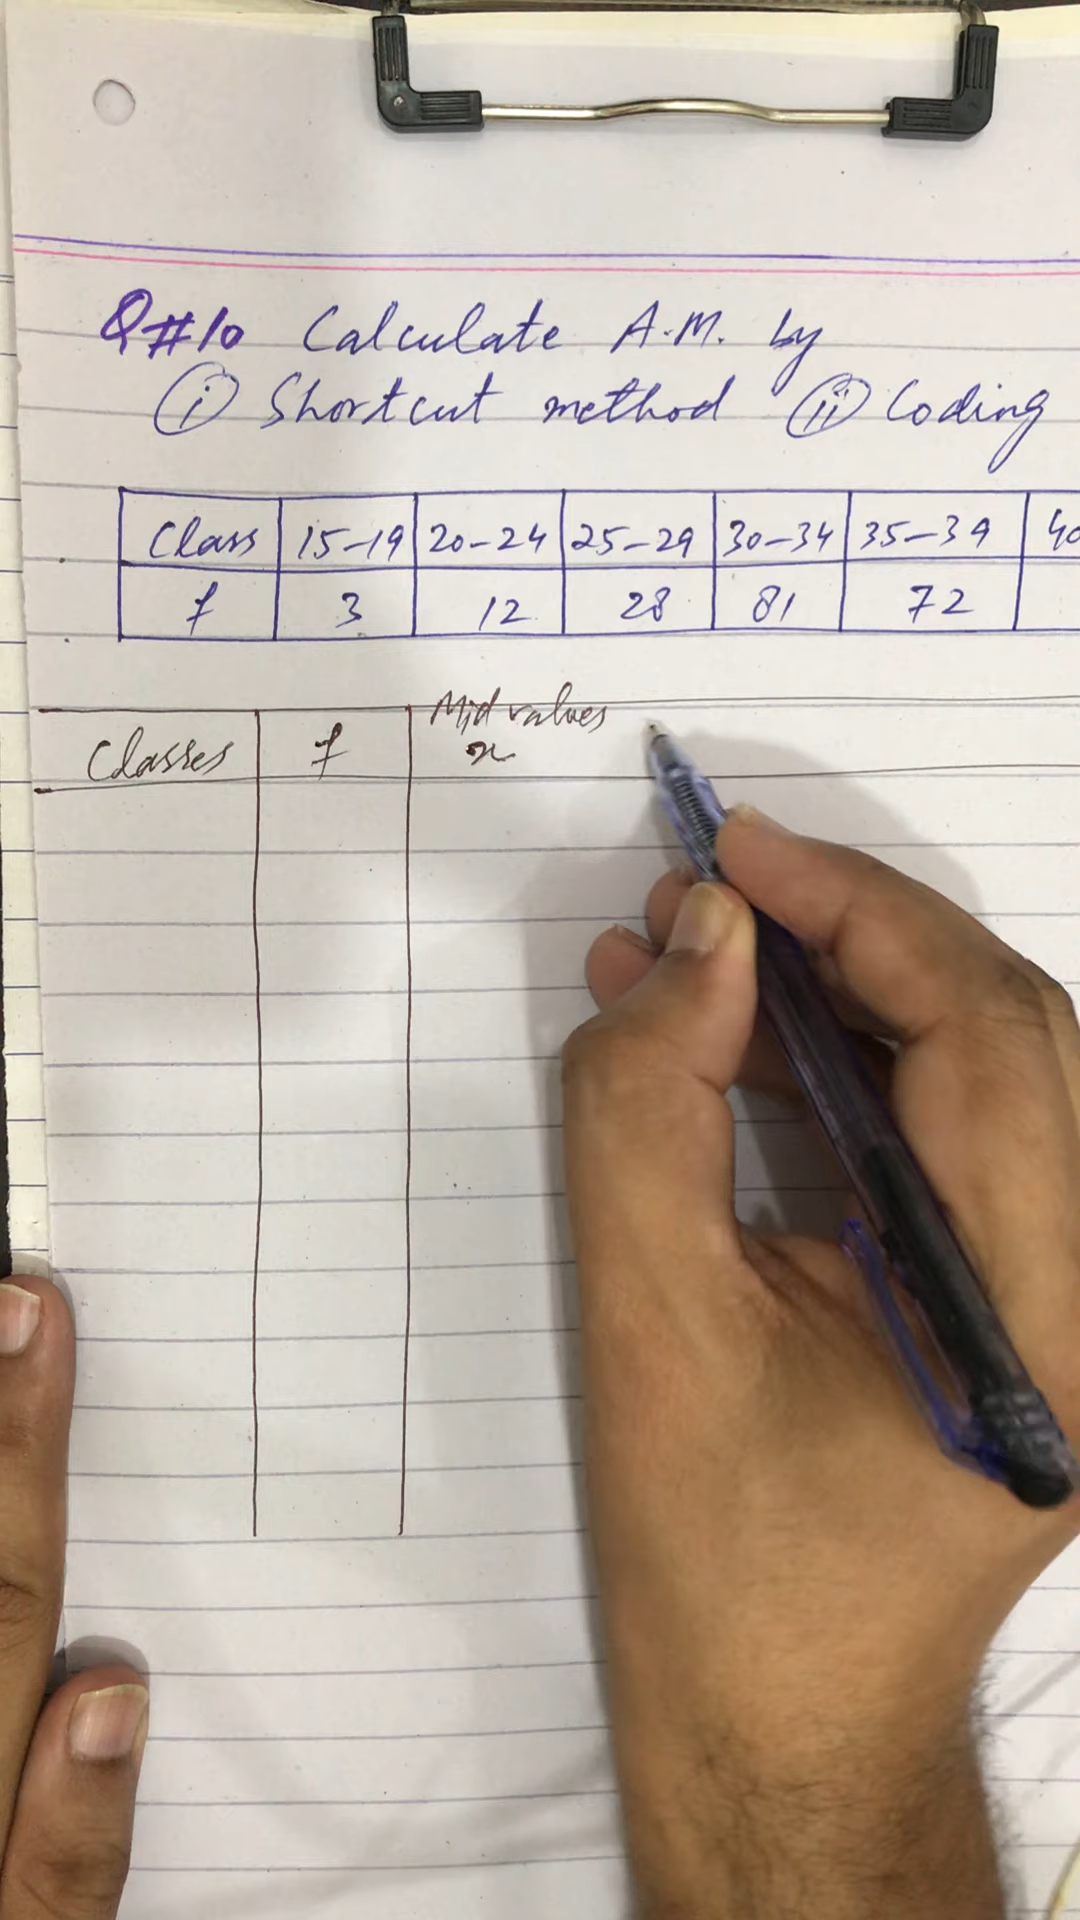 Q#10 Calculate A.M. by
(i) Shortcut method (ii) Coding
Class 15-19 20-24 25-29 30-34 35-39 40
f 3 12 28 81 72
Mid values
Classes f x